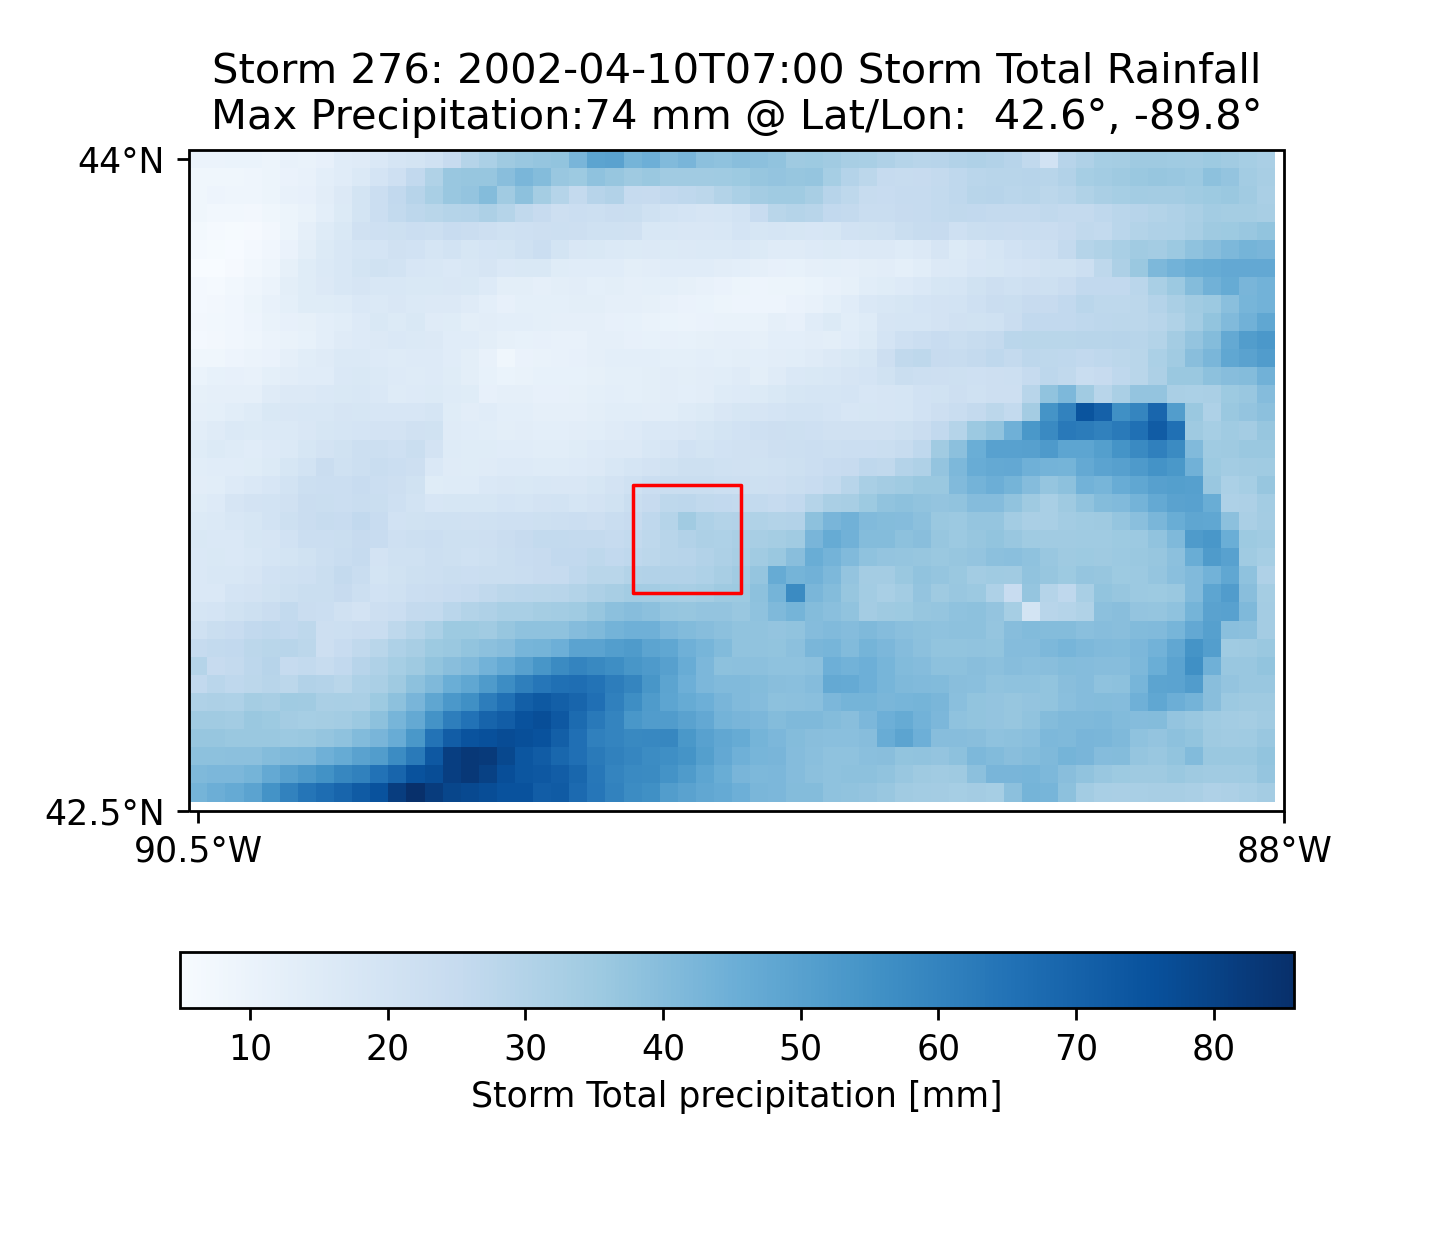 Storm 276: 2002-04-10T07:00 Storm Total Rainfall
Max Precipitation:74 mm @ Lat/Lon:  42.6°, -89.8°
44°N
42.5°N
90.5°W 88°W
10 20 30 40 50 60 70 80
Storm Total precipitation [mm]